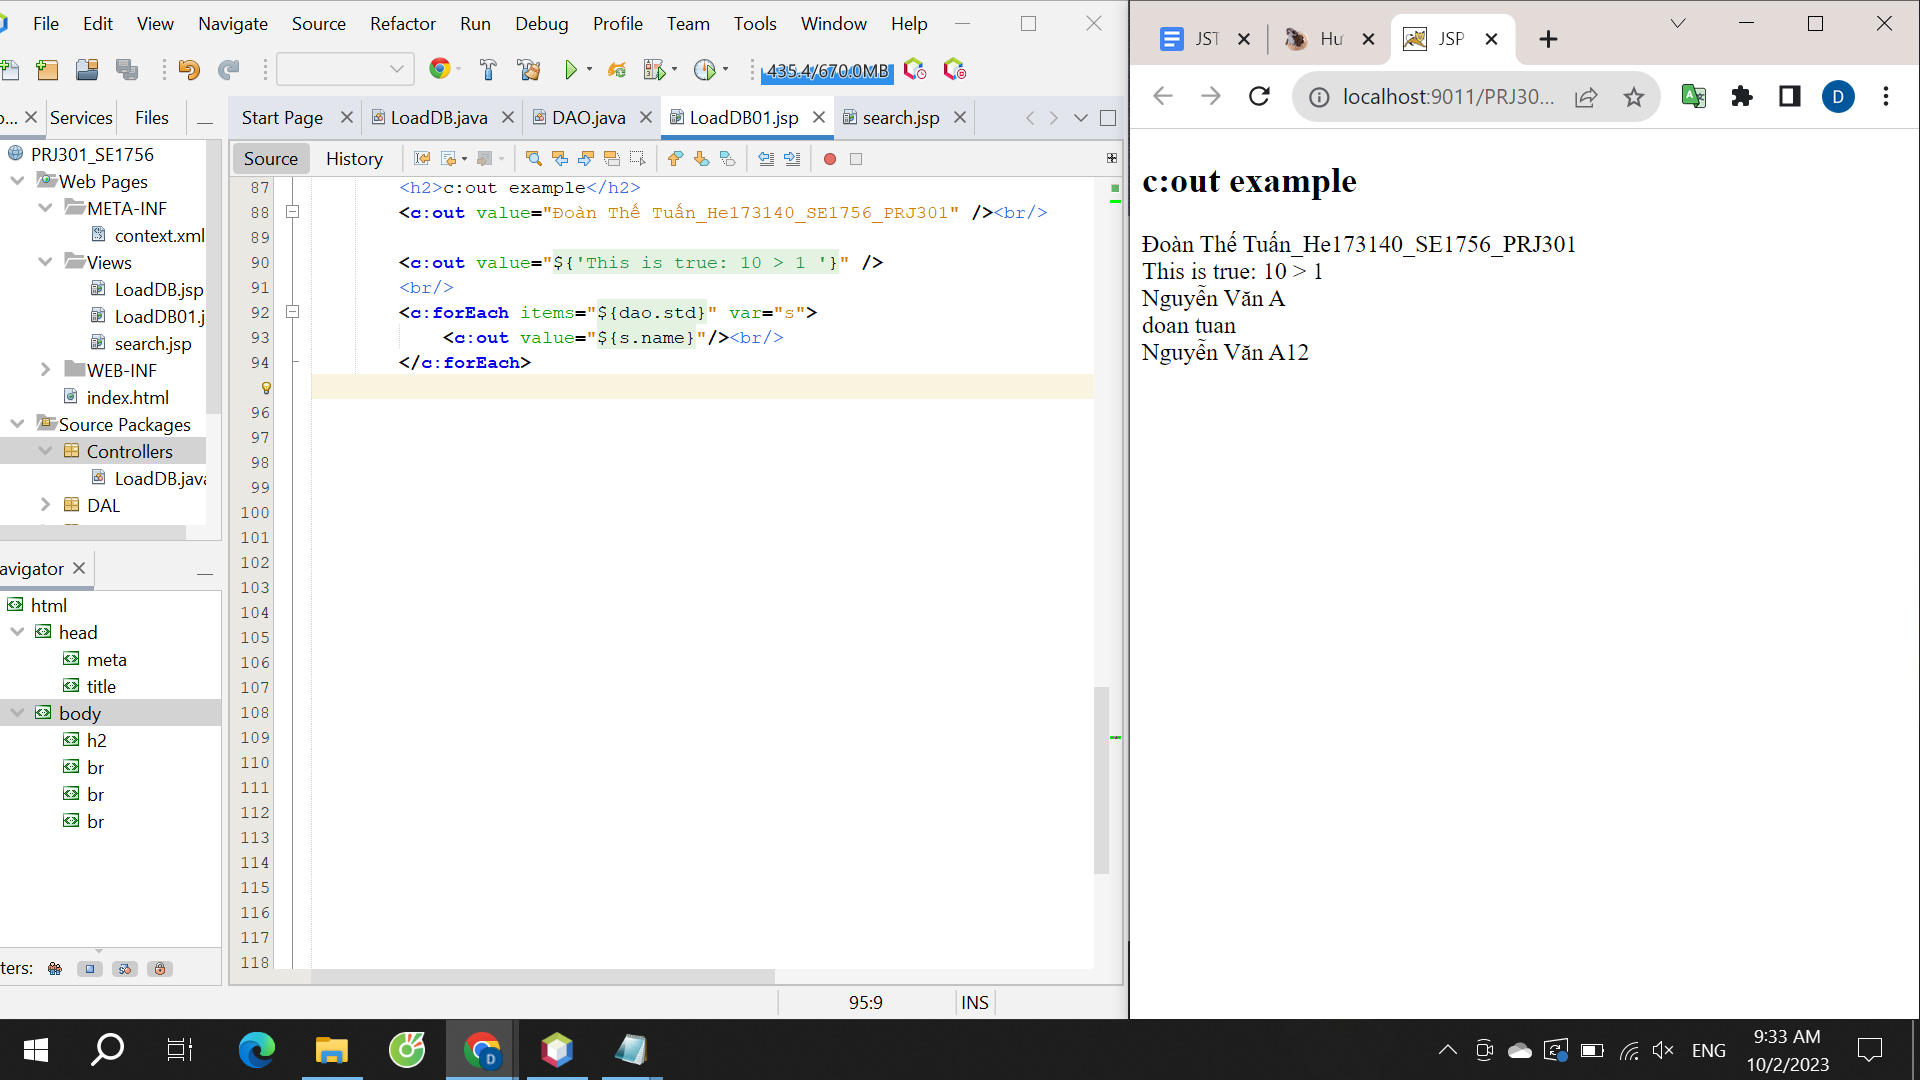 File Edit View Navigate Source Refactor Run Debug Profile Team Tools Window Help
435.4/670.0MB
o... Services Files
PRJ301_SE1756
Web Pages
META-INF
context.xml
Views
LoadDB.jsp
LoadDB01.j
search.jsp
WEB-INF
index.html
Source Packages
Controllers
LoadDB.java
DAL
avigator
html
head
meta
title
body
h2
br
br
br
ters:
Start Page LoadDB.java DAO.java LoadDB01.jsp search.jsp
Source History
87 <h2>c:out example</h2>
88 <c:out value="Đoàn Thế Tuấn_He173140_SE1756_PRJ301" /><br/>
89
90 <c:out value="${'This is true: 10 > 1 '}" />
91 <br/>
92 <c:forEach items="${dao.std}" var="s">
93 <c:out value="${s.name}"/><br/>
94 </c:forEach>
96
97
98
99
100
101
102
103
104
105
106
107
108
109
110
111
112
113
114
115
116
117
118
95:9 INS
JST Hư JSP
localhost:9011/PRJ30... D
c:out example
Đoàn Thế Tuấn_He173140_SE1756_PRJ301
This is true: 10 > 1
Nguyễn Văn A
doan tuan
Nguyễn Văn A12
D
ENG
9:33 AM
10/2/2023